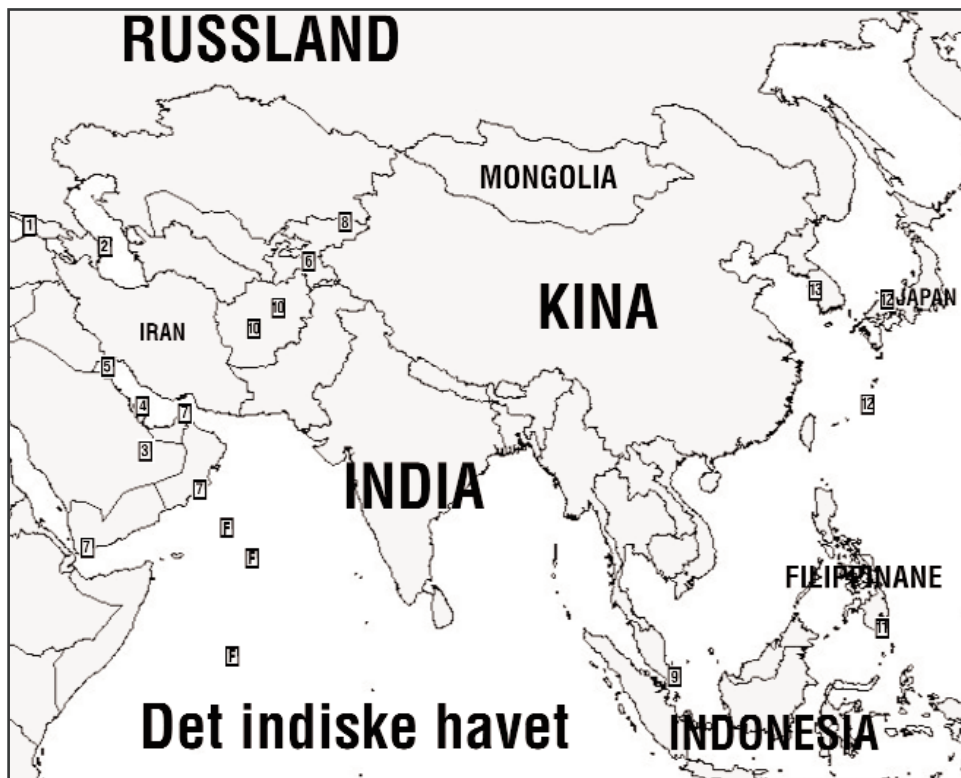 RUSSLAND
MONGOLIA
1
8
2
6
KINA
13
12
JAPAN
10
10
IRAN
5
4
7
12
3
INDIA
7
F
7
F
FILIPPINANE
11
F
9
Det indiske havet
INDONESIA